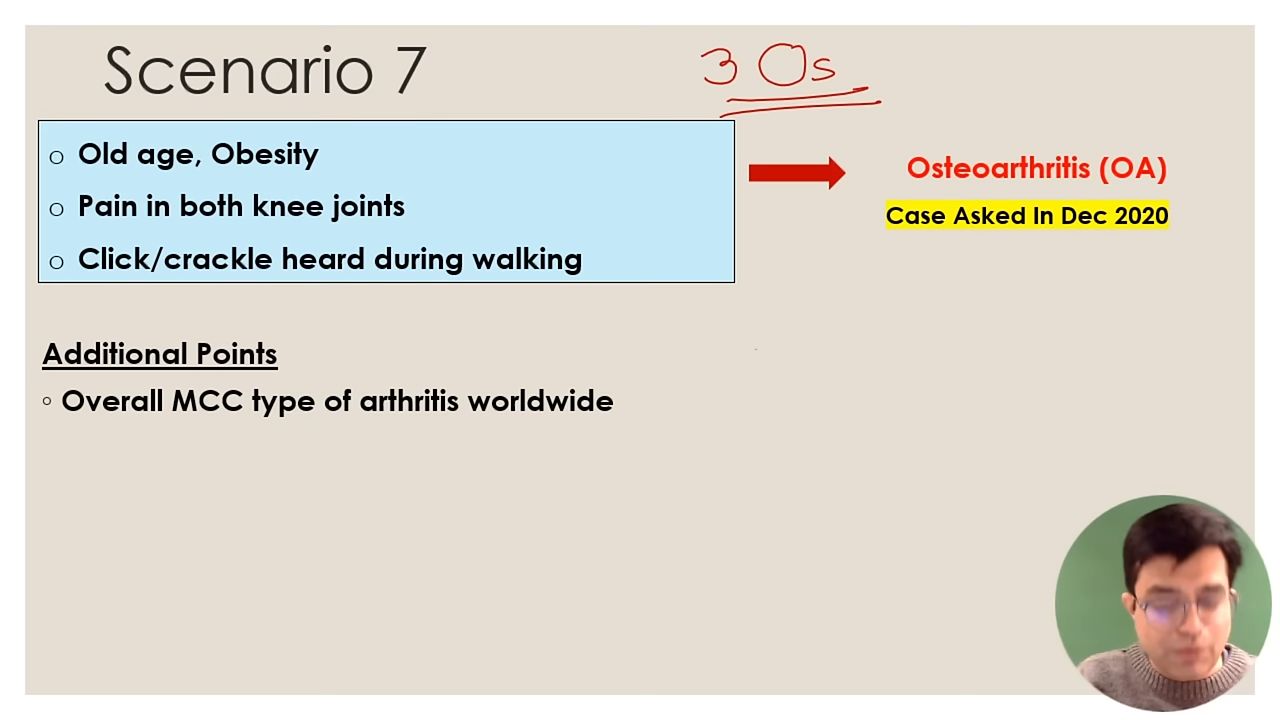 Scenario 7
3 Os
o Old age, Obesity
o Pain in both knee joints
o Click/crackle heard during walking
Osteoarthritis (OA)
Case Asked In Dec 2020
Additional Points
◦ Overall MCC type of arthritis worldwide